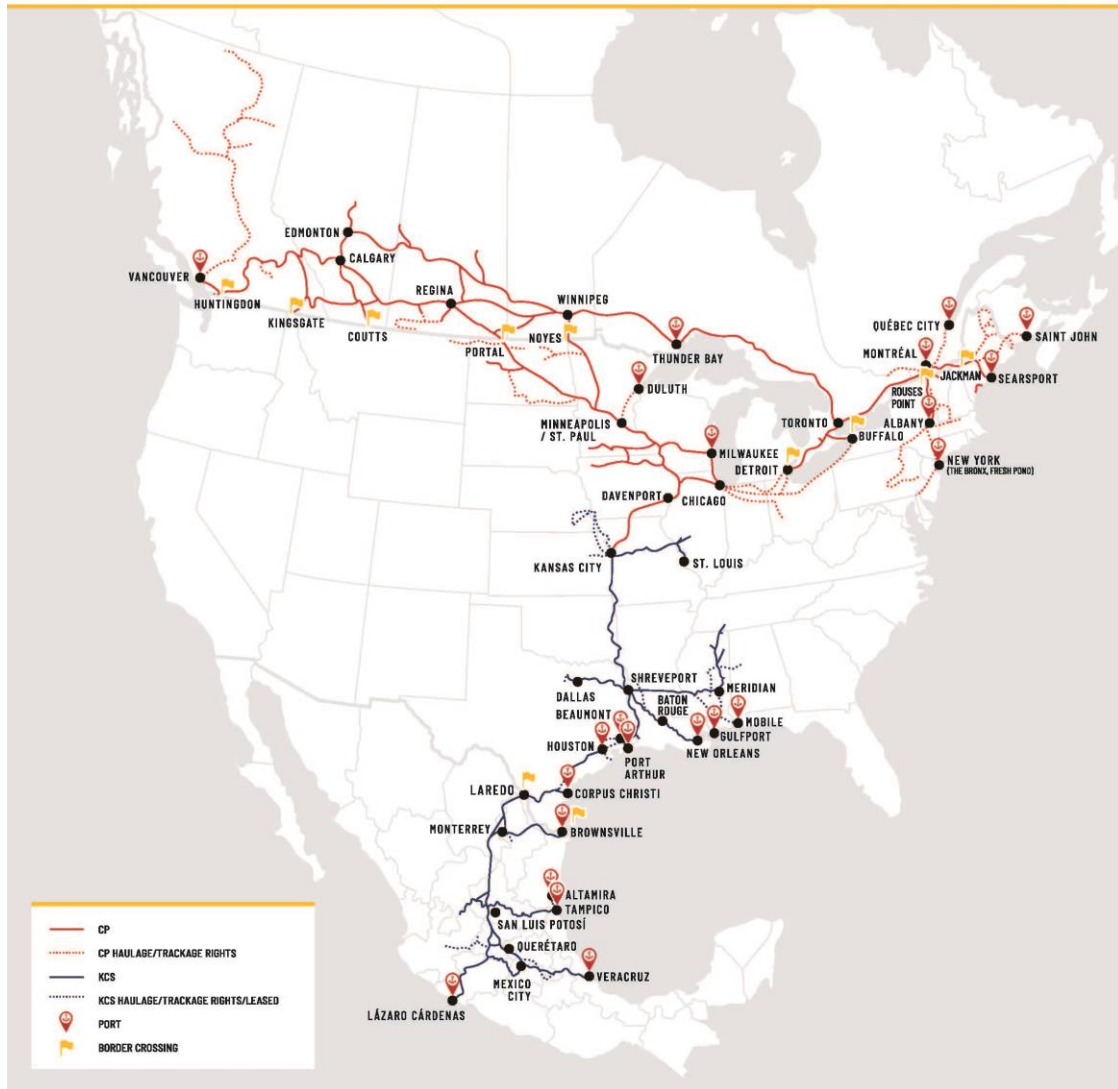 EDMONTON
CALGARY
VANCOUVER
HUNTINGDON
KINGSGATE
COUTTS
REGINA
WINNIPEG
PORTAL
NOYES
THUNDER BAY
DULUTH
MINNEAPOLIS
/ ST. PAUL
MILWAUKEE
DETROIT
CHICAGO
DAVENPORT
TORONTO
BUFFALO
QUÉBEC CITY
MONTRÉAL
JACKMAN
SAINT JOHN
SEARSPORT
ROUSES
POINT
ALBANY
NEW YORK
(THE BRONX, FRESH POND)
KANSAS CITY
ST. LOUIS
SHREVEPORT
MERIDIAN
DALLAS
BATON
ROUGE
BEAUMONT
MOBILE
GULFPORT
NEW ORLEANS
HOUSTON
PORT
ARTHUR
LAREDO
CORPUS CHRISTI
MONTERREY
BROWNSVILLE
ALTAMIRA
TAMPICO
SAN LUIS POTOSÍ
QUERÉTARO
MEXICO
CITY
VERACRUZ
LÁZARO CÁRDENAS
CP
CP HAULAGE/TRACKAGE RIGHTS
KCS
KCS HAULAGE/TRACKAGE RIGHTS/LEASED
PORT
BORDER CROSSING